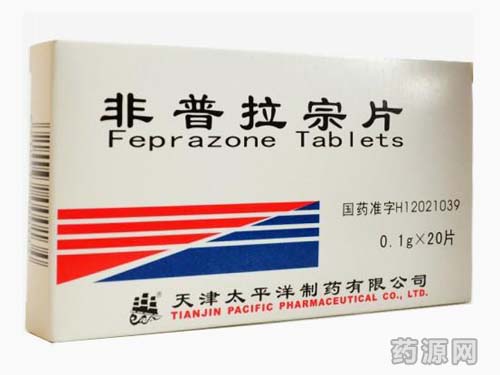 非普拉宗片
Feprazone Tablets
国药准字H12021039
0.1g×20片
天津太平洋制药有限公司
TIANJIN PACIFIC PHARMACEUTICAL CO., LTD.
药源网